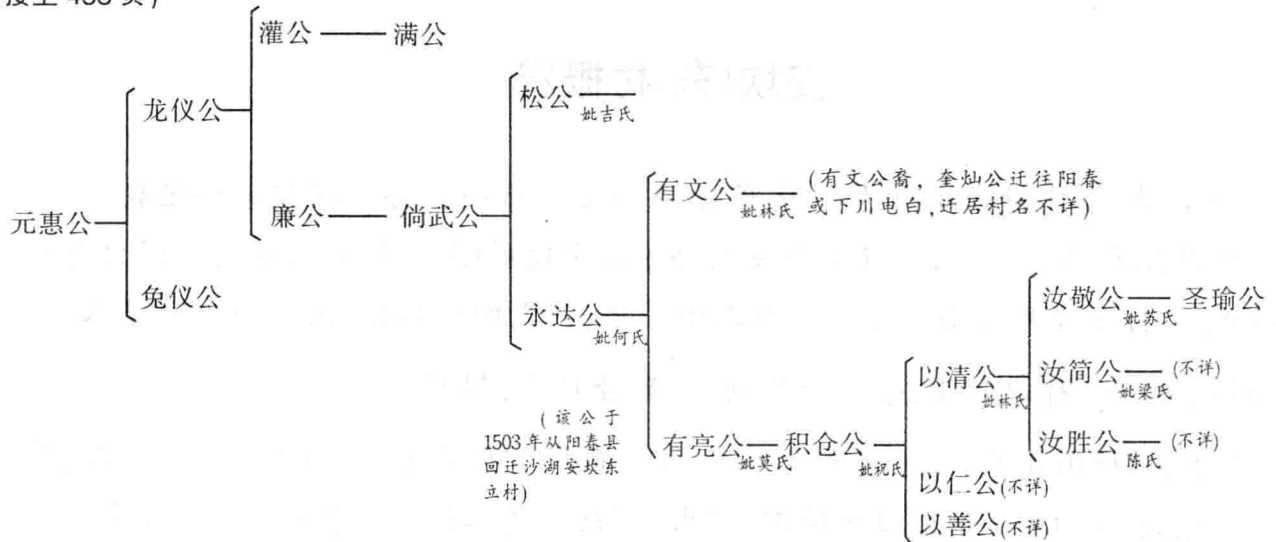 灌公 满公
龙仪公
松公
妣吉氏
有文公
妣林氏
(有文公裔，奎灿公迁往阳春
或下川电白,迁居村名不详)
元惠公
廉公 倘武公
兔仪公
永达公
妣何氏
汝敬公 圣瑜公
妣苏氏
以清公
妣林氏
汝简公 (不详)
妣梁氏
(该公于
1503年从阳春县
回迁沙湖安坎东
立村)
有亮公 积仓公
妣莫氏 妣祝氏
汝胜公 (不详)
陈氏
以仁公(不详)
以善公(不详)